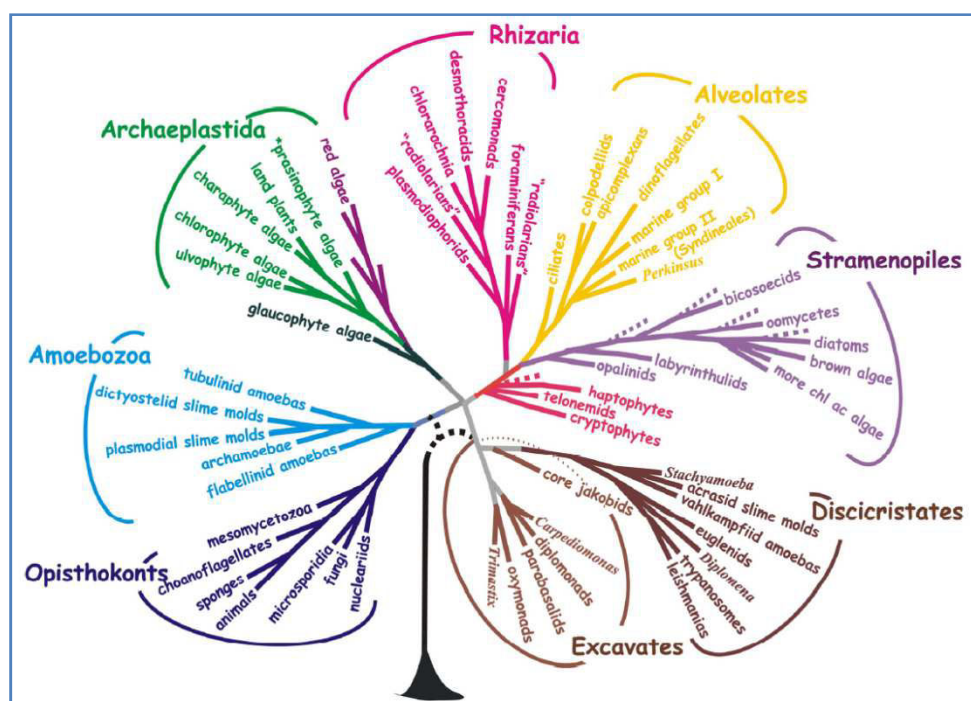 Rhizaria
plasmodiophorids
"radiolarians"
chlorarachnia
desmothoracids
cercomonads
foraminiferans
"radiolarians"
Alveolates
ciliates
colpodellids
apicomplexans
dinoflagellates
marine group I
marine group II
(Syndineales)
Perkinsus
Stramenopiles
bicosoecids
oomycetes
diatoms
brown algae
more chl ac algae
labyrinthulids
opalinids
haptophytes
telonemids
cryptophytes
Discicristates
Stachyamoeba
acrasid slime molds
vahlkampfiid amoebas
euglenids
Diplomena
trypanosomes
leishmanias
Excavates
core jakobids
Carpediomonas
diplomonads
parabasalids
oxymonads
Trimastix
Opisthokonts
nucleariids
fungi
microsporidia
animals
sponges
choanoflagellates
mesomycetozoa
Amoebozoa
flabellinid amoebas
archamoebae
plasmodial slime molds
dictyostelid slime molds
tubulinid amoebas
Archaeplastida
glaucophyte algae
ulvophyte algae
chlorophyte algae
charaphyte algae
land plants
*prasinophyte algae
red algae